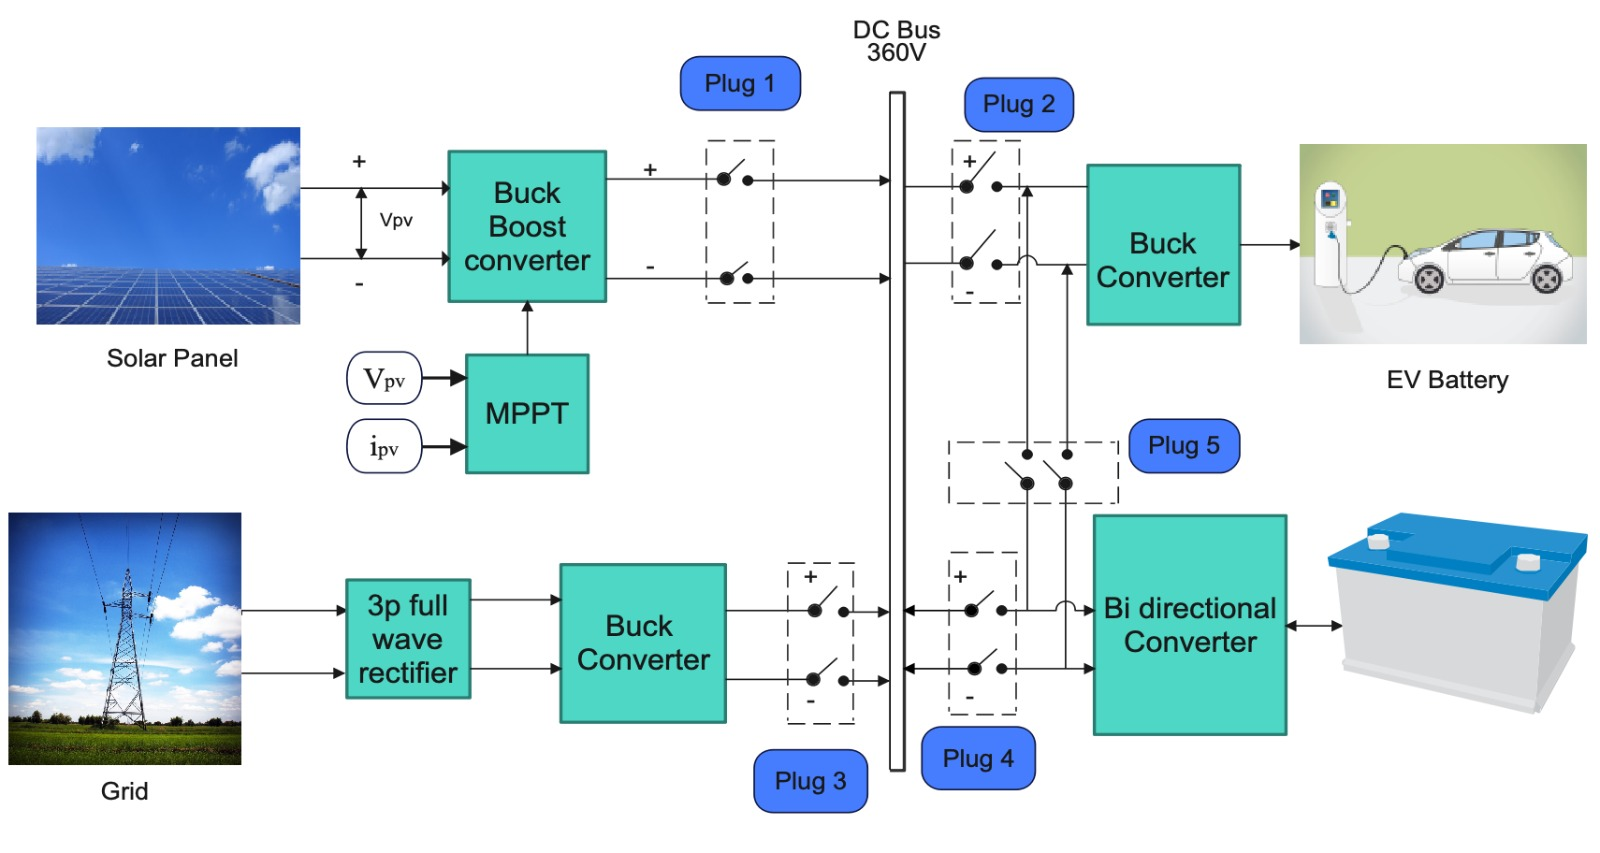 DC Bus
360V
Plug 1
Plug 2
+
Vpv
-
Buck
Boost
converter
+
-
+
-
Buck
Converter
Solar Panel
EV Battery
Vpv
ipv
MPPT
Plug 5
3p full
wave
rectifier
Buck
Converter
+
-
+
-
Bi directional
Converter
Grid
Plug 3
Plug 4